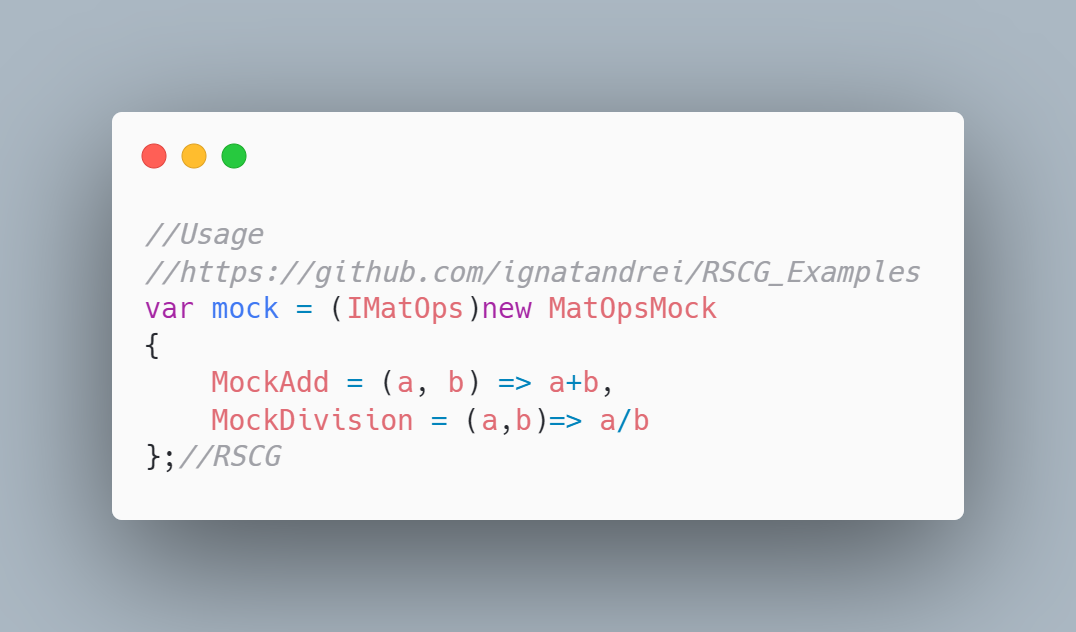 //Usage
//https://github.com/ignatandrei/RSCG_Examples
var mock = (IMatOps)new MatOpsMock
{
    MockAdd = (a, b) => a+b,
    MockDivision = (a,b)=> a/b
};//RSCG